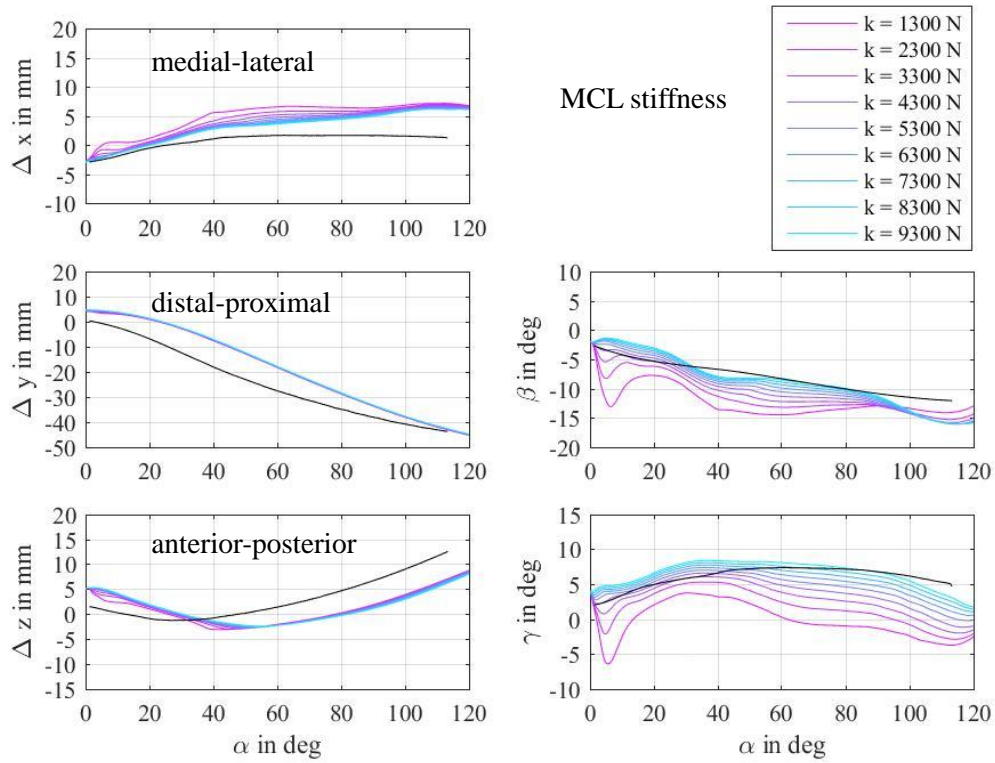 medial-lateral
Δ x in mm
20
15
10
5
0
-5
-10
0 20 40 60 80 100 120
MCL stiffness
k = 1300 N
k = 2300 N
k = 3300 N
k = 4300 N
k = 5300 N
k = 6300 N
k = 7300 N
k = 8300 N
k = 9300 N
distal-proximal
Δ y in mm
20
10
0
-10
-20
-30
-40
-50
0 20 40 60 80 100 120
β in deg
10
5
0
-5
-10
-15
-20
0 20 40 60 80 100 120
anterior-posterior
Δ z in mm
20
15
10
5
0
-5
-10
-15
0 20 40 60 80 100 120
α in deg
γ in deg
15
10
5
0
-5
-10
0 20 40 60 80 100 120
α in deg